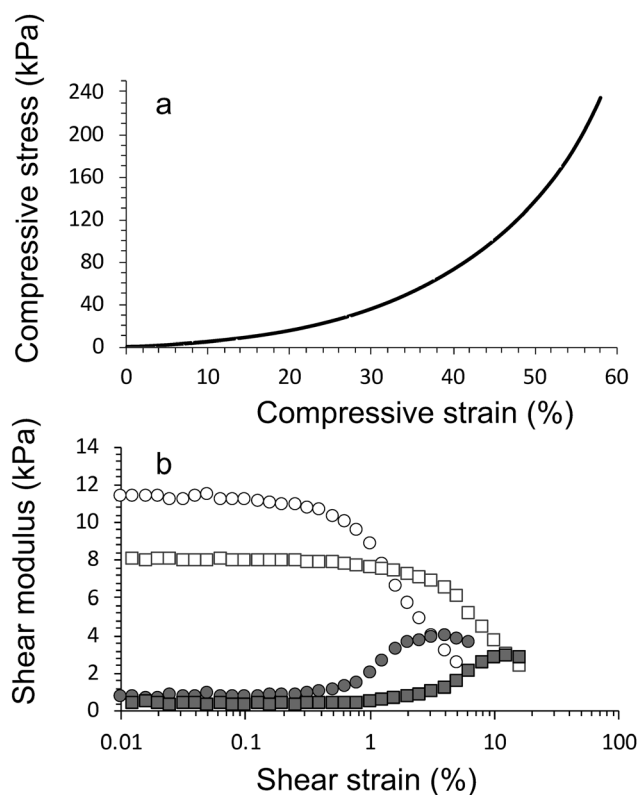 a
Compressive stress (kPa)
240
200
160
120
80
40
0
0 10 20 30 40 50 60
Compressive strain (%)
b
Shear modulus (kPa)
14
12
10
8
6
4
2
0
0.01 0.1 1 10 100
Shear strain (%)